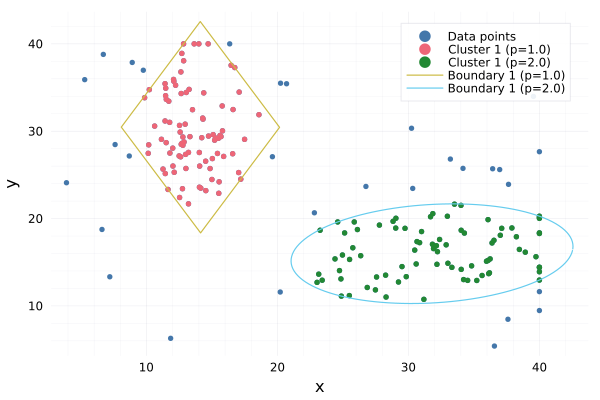 Data points
Cluster 1 (p=1.0)
Cluster 1 (p=2.0)
Boundary 1 (p=1.0)
Boundary 1 (p=2.0)
40
30
20
10
y
10
20
30
40
x